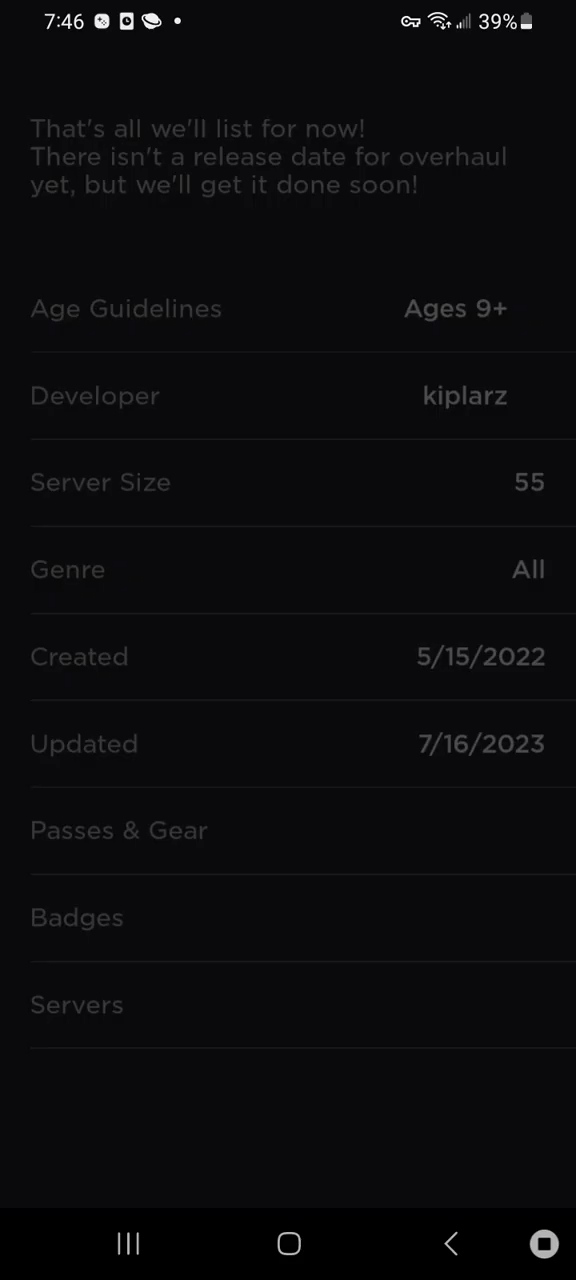 7:46 39%
That's all we'll list for now!
There isn't a release date for overhaul
yet, but we'll get it done soon!
Age Guidelines Ages 9+
Developer kiplarz
Server Size 55
Genre All
Created 5/15/2022
Updated 7/16/2023
Passes & Gear
Badges
Servers